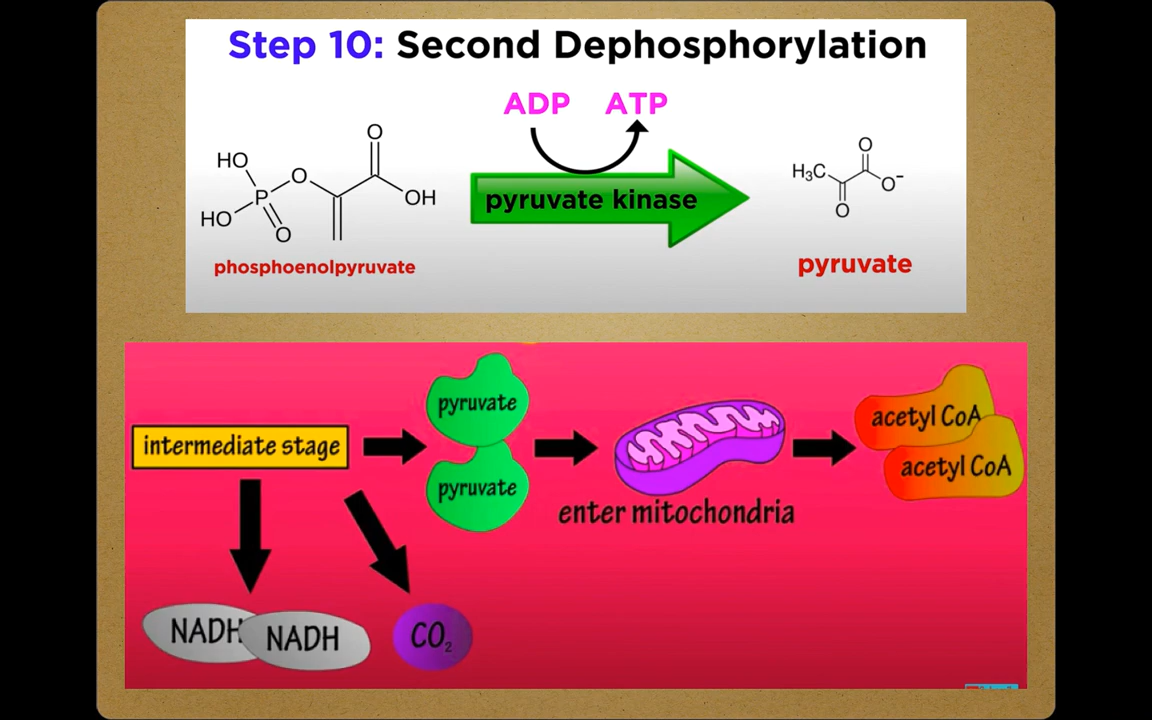 Step 10: Second Dephosphorylation
ADP ATP
HO
P
O
HO
O
O
OH
pyruvate kinase
H₃C
O
O
O⁻
phosphoenolpyruvate
pyruvate
intermediate stage
pyruvate
pyruvate
enter mitochondria
acetyl CoA
acetyl CoA
NADH
NADH
CO₂